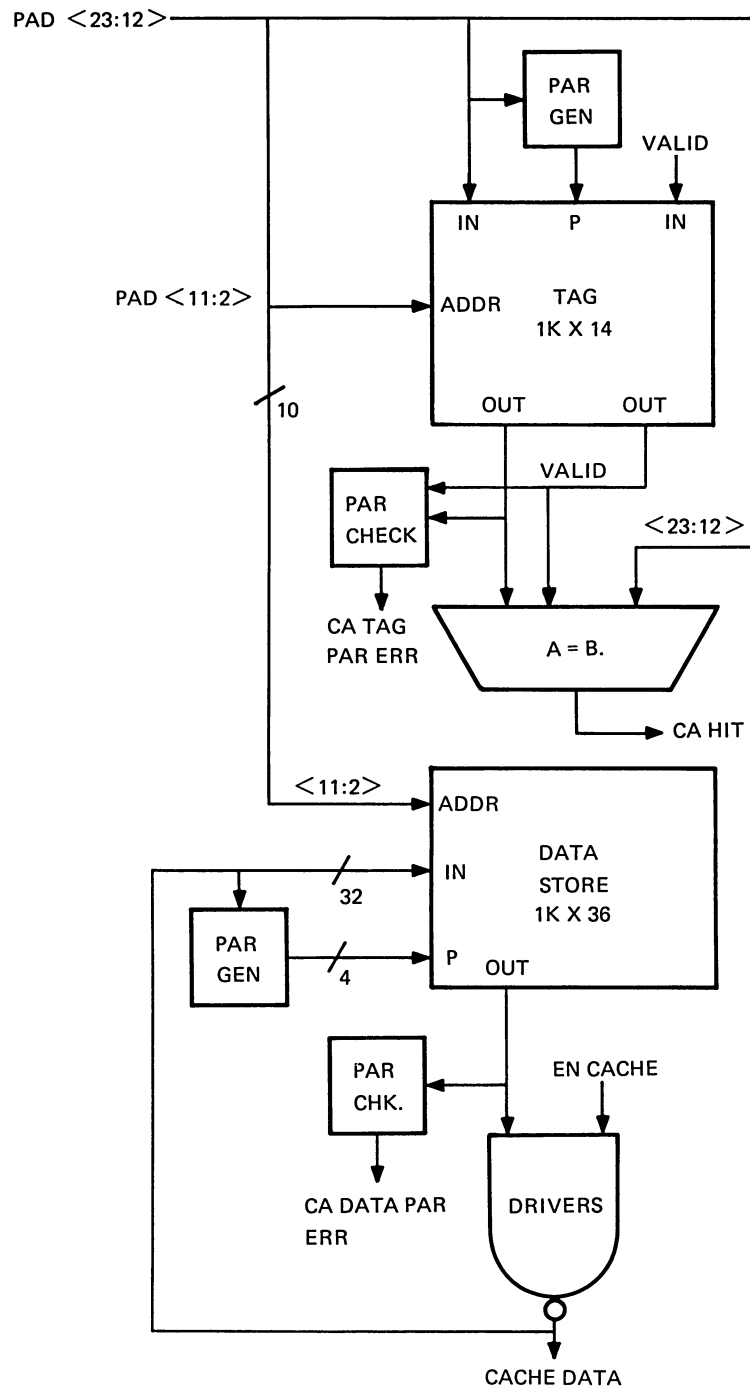 PAD <23:12>
PAR
GEN
VALID
IN P IN
PAD <11:2>
ADDR
TAG
1K X 14
10
OUT OUT
VALID
PAR
CHECK
<23:12>
CA TAG
PAR ERR
A = B.
CA HIT
<11:2>
ADDR
DATA
STORE
1K X 36
IN
32
PAR
GEN
4
P
OUT
PAR
CHK.
EN CACHE
CA DATA PAR
ERR
DRIVERS
CACHE DATA